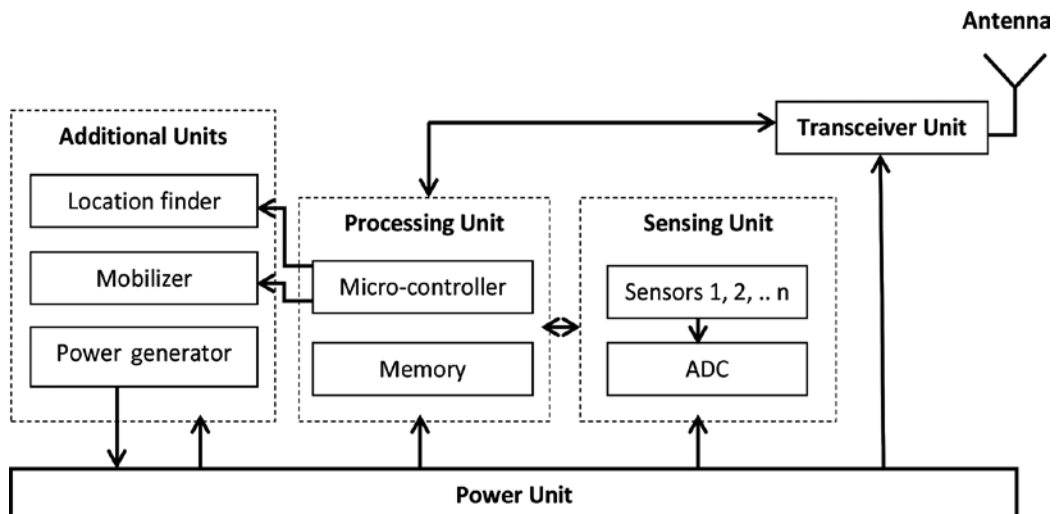 Antenna
Transceiver Unit
Additional Units
Location finder
Mobilizer
Power generator
Processing Unit
Micro-controller
Memory
Sensing Unit
Sensors 1, 2, .. n
ADC
Power Unit